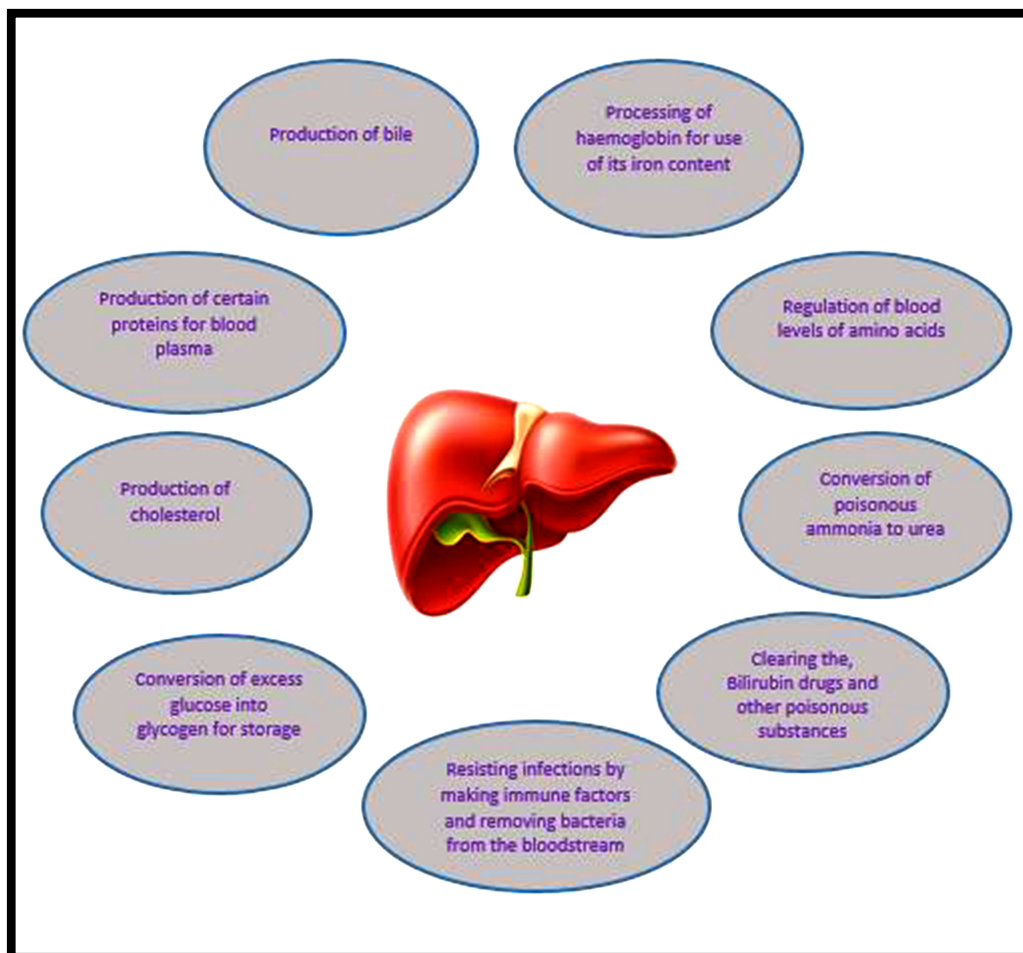 Production of bile
Processing of
haemoglobin for use
of its iron content
Production of certain
proteins for blood
plasma
Regulation of blood
levels of amino acids
Production of
cholesterol
Conversion of
poisonous
ammonia to urea
Conversion of excess
glucose into
glycogen for storage
Clearing the,
Bilirubin drugs and
other poisonous
substances
Resisting infections by
making immune factors
and removing bacteria
from the bloodstream